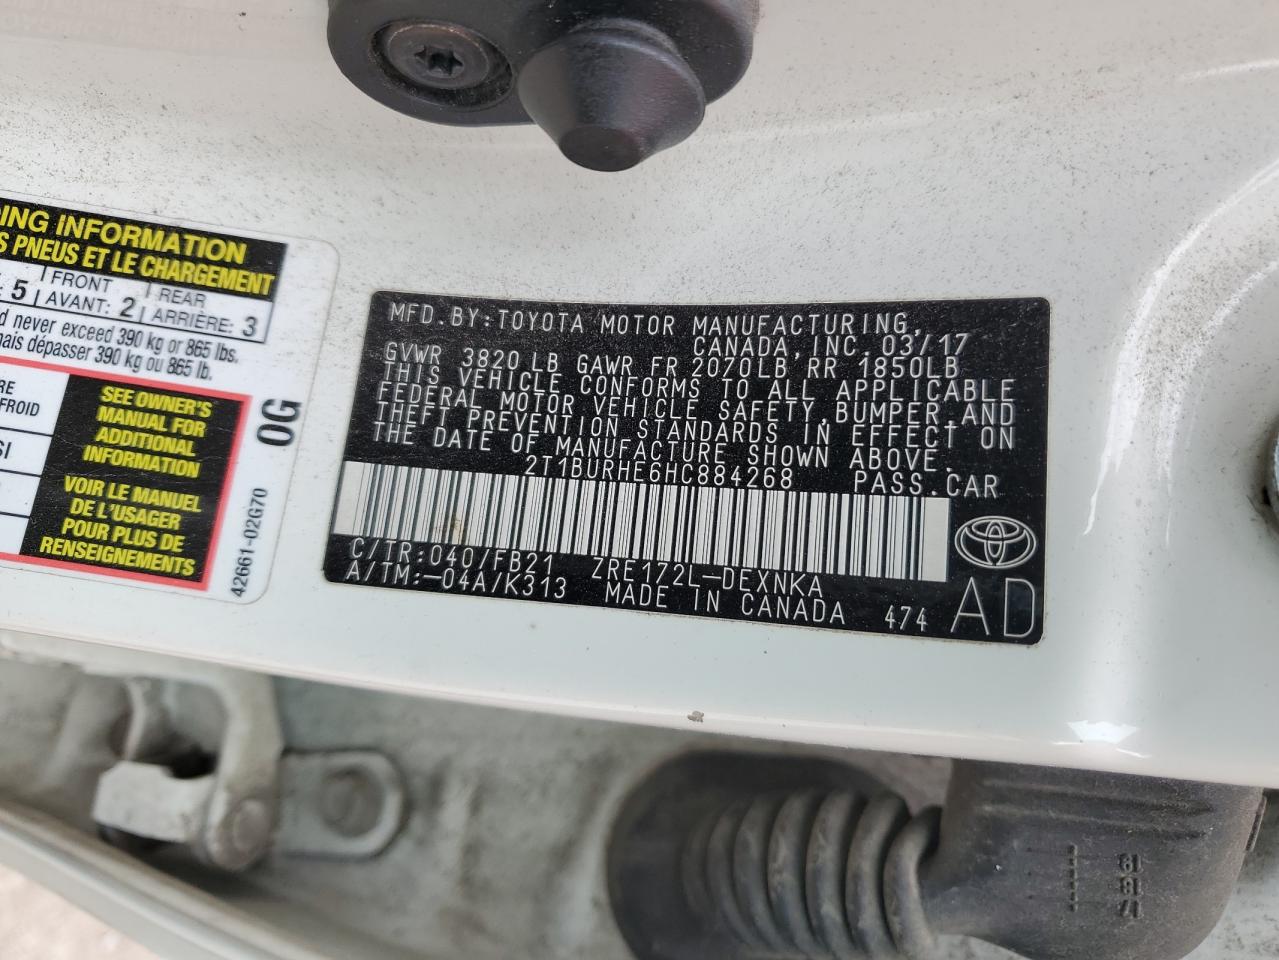 ING INFORMATION
S PNEUS ET LE CHARGEMENT
5 FRONT AVANT: 2 REAR ARRIÈRE: 3
never exceed 390 kg or 865 lbs.
mais dépasser 390 kg ou 865 lb.
RE
FROID
SI
SEE OWNER'S
MANUAL FOR
ADDITIONAL
INFORMATION
VOIR LE MANUEL
DE L'USAGER
POUR PLUS DE
RENSEIGNEMENTS
0G
42661-02G70
MFD.BY:TOYOTA MOTOR MANUFACTURING,
CANADA,INC.03/17
GVWR 3820 LB GAWR FR 2070LB RR 1850LB
THIS VEHICLE CONFORMS TO ALL APPLICABLE
FEDERAL MOTOR VEHICLE SAFETY,BUMPER,AND
THEFT PREVENTION STANDARDS IN EFFECT ON
THE DATE OF MANUFACTURE SHOWN ABOVE.
2T1BURHE6HC884268 PASS.CAR
C/TR:040/FB21 ZRE172L-DEXNKA
A/TM:-04A/K313 MADE IN CANADA 474
AD